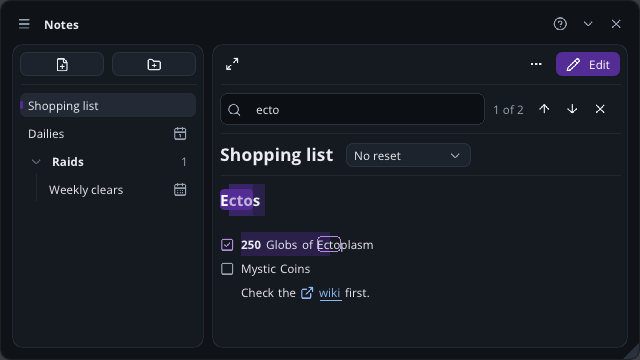 Notes
Edit
Shopping list
Dailies
1
Raids 1
Weekly clears
ecto
1 of 2
Shopping list
No reset
Ectos
250 Globs of Ectoplasm
Mystic Coins
Check the wiki first.